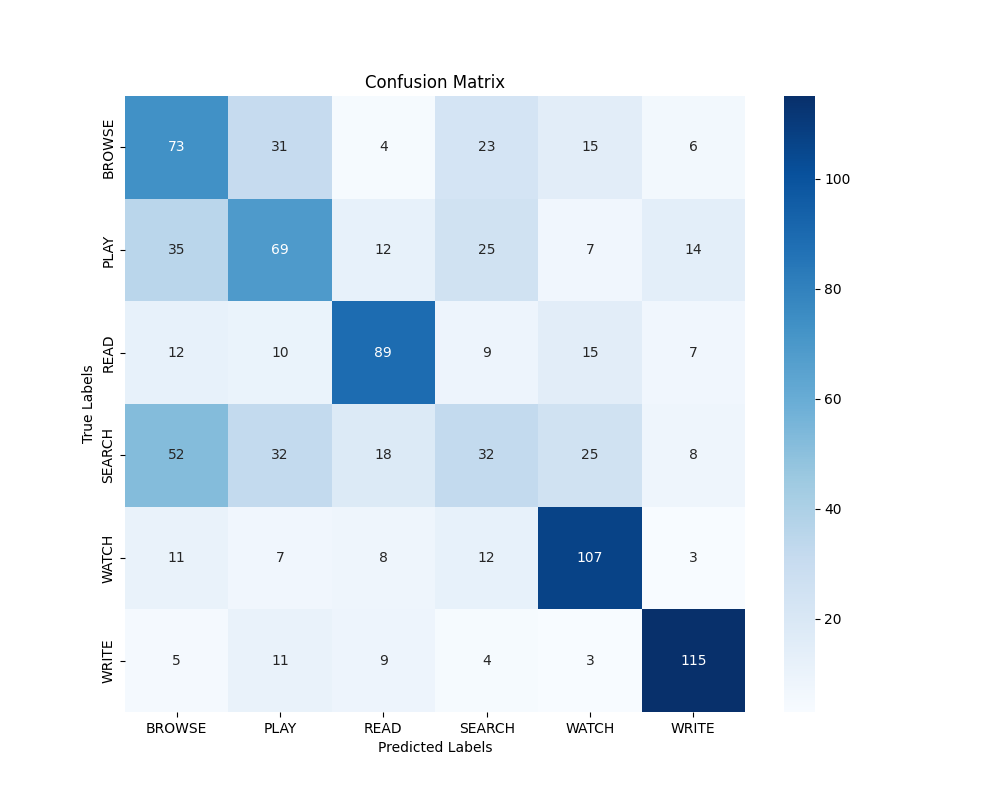 Confusion Matrix
BROWSE 73 31 4 23 15 6
PLAY 35 69 12 25 7 14
READ 12 10 89 9 15 7
SEARCH 52 32 18 32 25 8
WATCH 11 7 8 12 107 3
WRITE 5 11 9 4 3 115
True Labels
BROWSE PLAY READ SEARCH WATCH WRITE
Predicted Labels
100
80
60
40
20